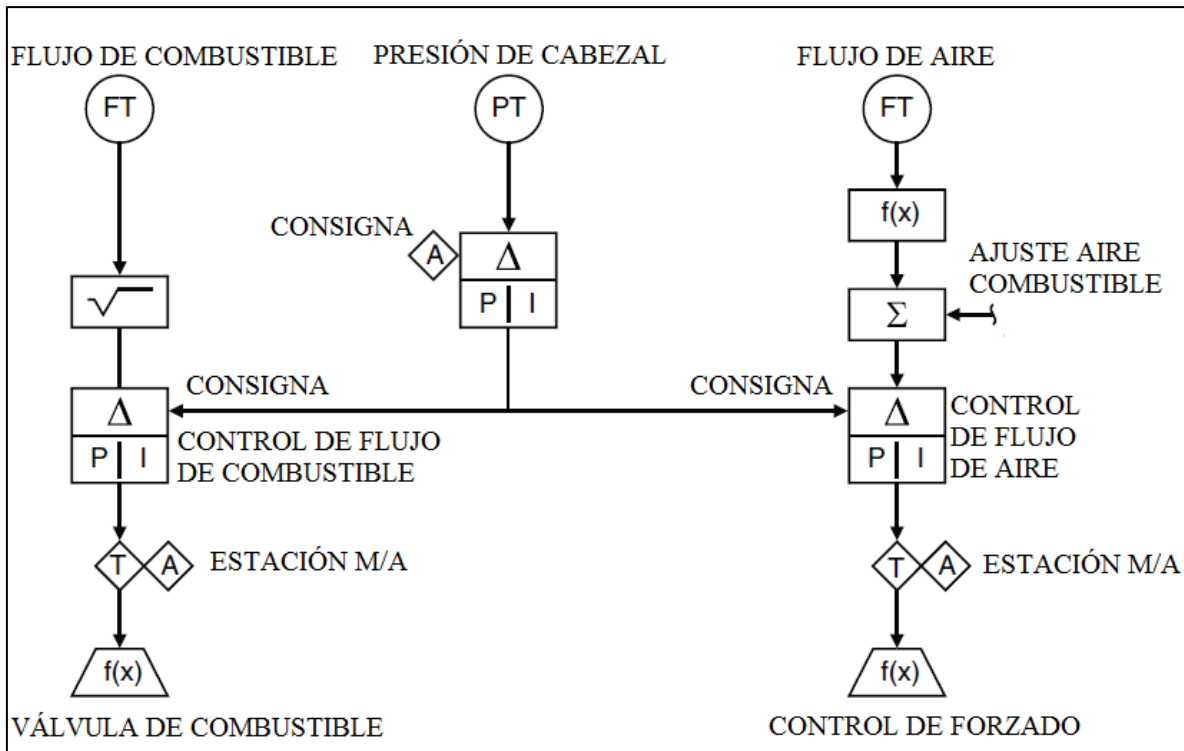 FLUJO DE COMBUSTIBLE
PRESIÓN DE CABEZAL
FLUJO DE AIRE
FT
PT
FT
f(x)
CONSIGNA
A
Δ
P I
AJUSTE AIRE
COMBUSTIBLE
√
Σ
CONSIGNA
CONSIGNA
Δ
P I
CONTROL DE FLUJO
DE COMBUSTIBLE
Δ
P I
CONTROL
DE FLUJO
DE AIRE
T A
ESTACIÓN M/A
T A
ESTACIÓN M/A
f(x)
f(x)
VÁLVULA DE COMBUSTIBLE
CONTROL DE FORZADO